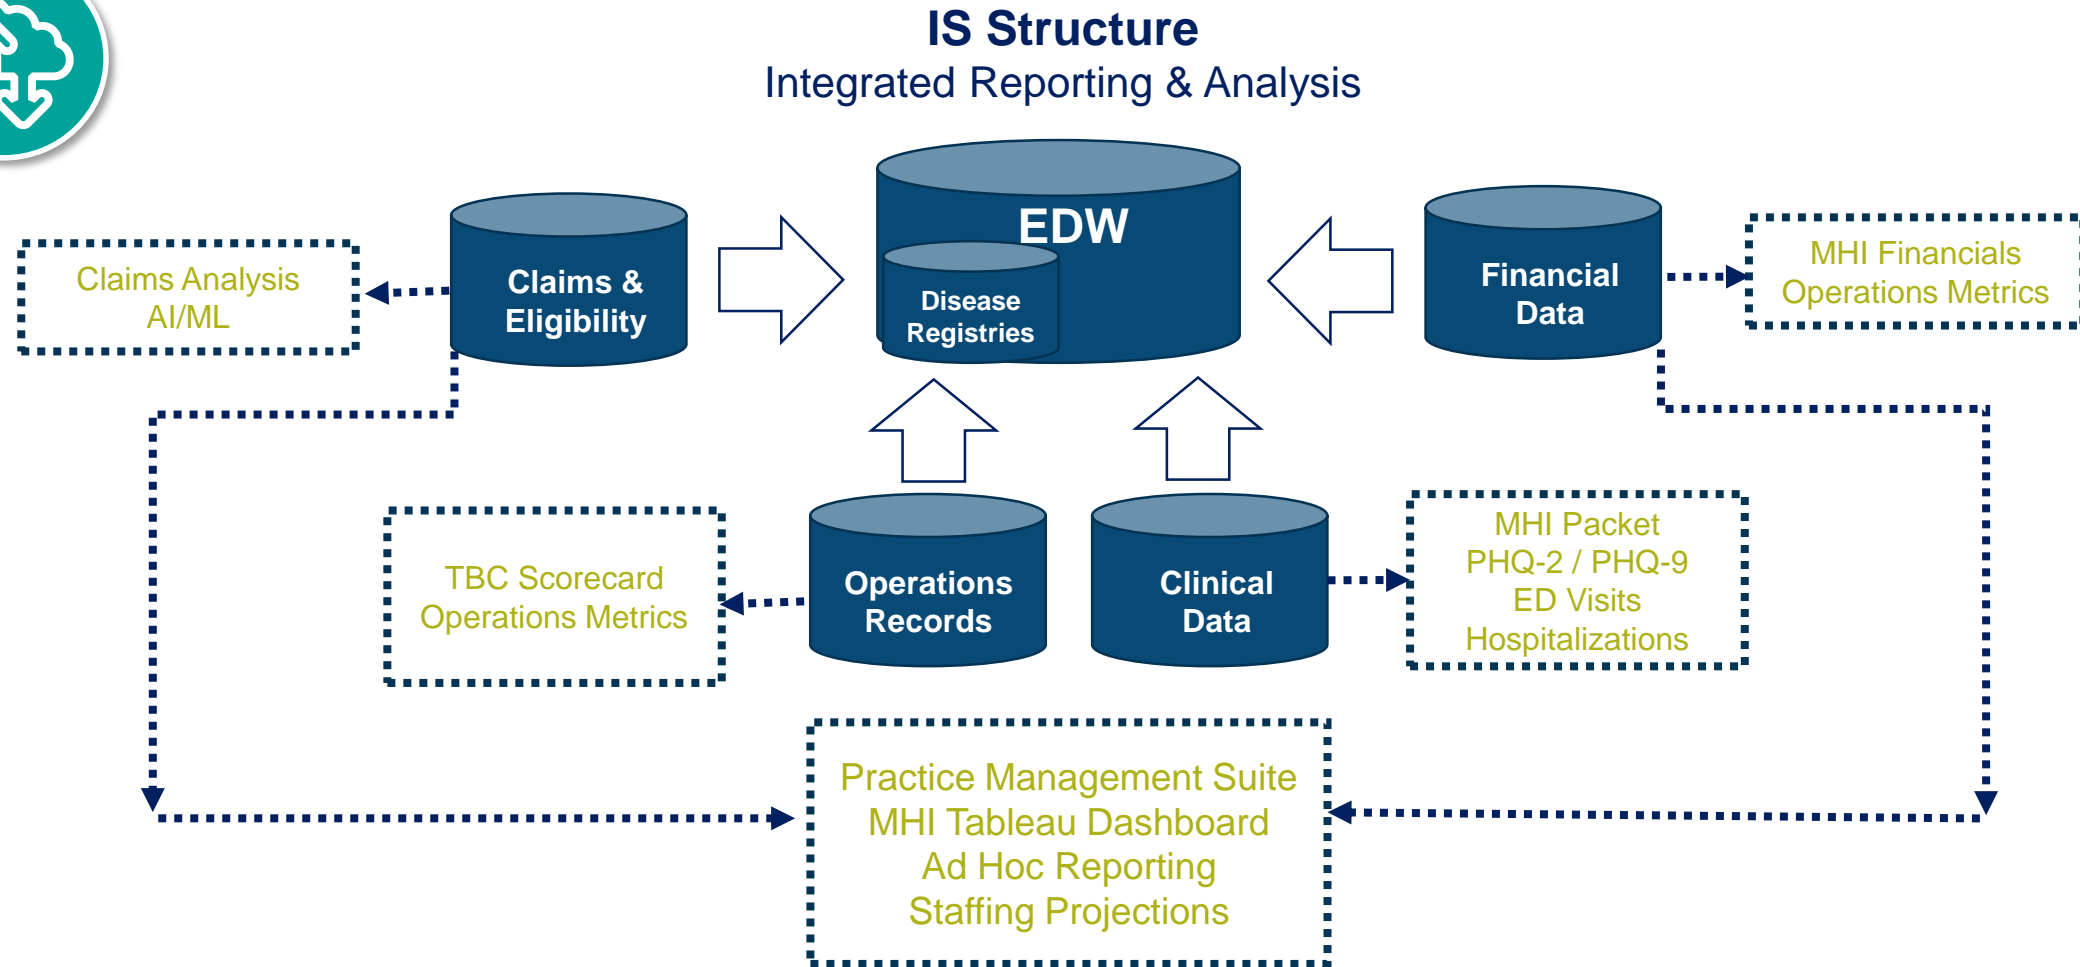 IS Structure
Integrated Reporting & Analysis
EDW
Disease
Registries
Claims &
Eligibility
Financial
Data
Claims Analysis
AI/ML
MHI Financials
Operations Metrics
Operations
Records
Clinical
Data
TBC Scorecard
Operations Metrics
MHI Packet
PHQ-2 / PHQ-9
ED Visits
Hospitalizations
Practice Management Suite
MHI Tableau Dashboard
Ad Hoc Reporting
Staffing Projections